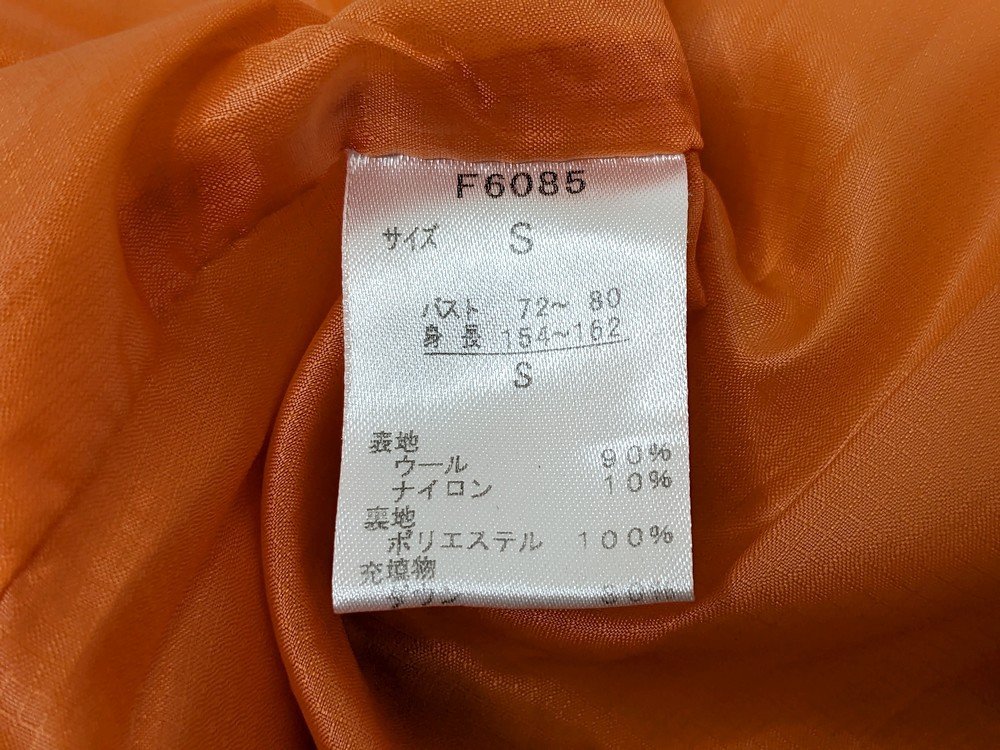 F6085
サイズ S
バスト 72~ 80
身 長 154~162
S
表地
ウール 90%
ナイロン 10%
裏地
ポリエステル 100%
充填物